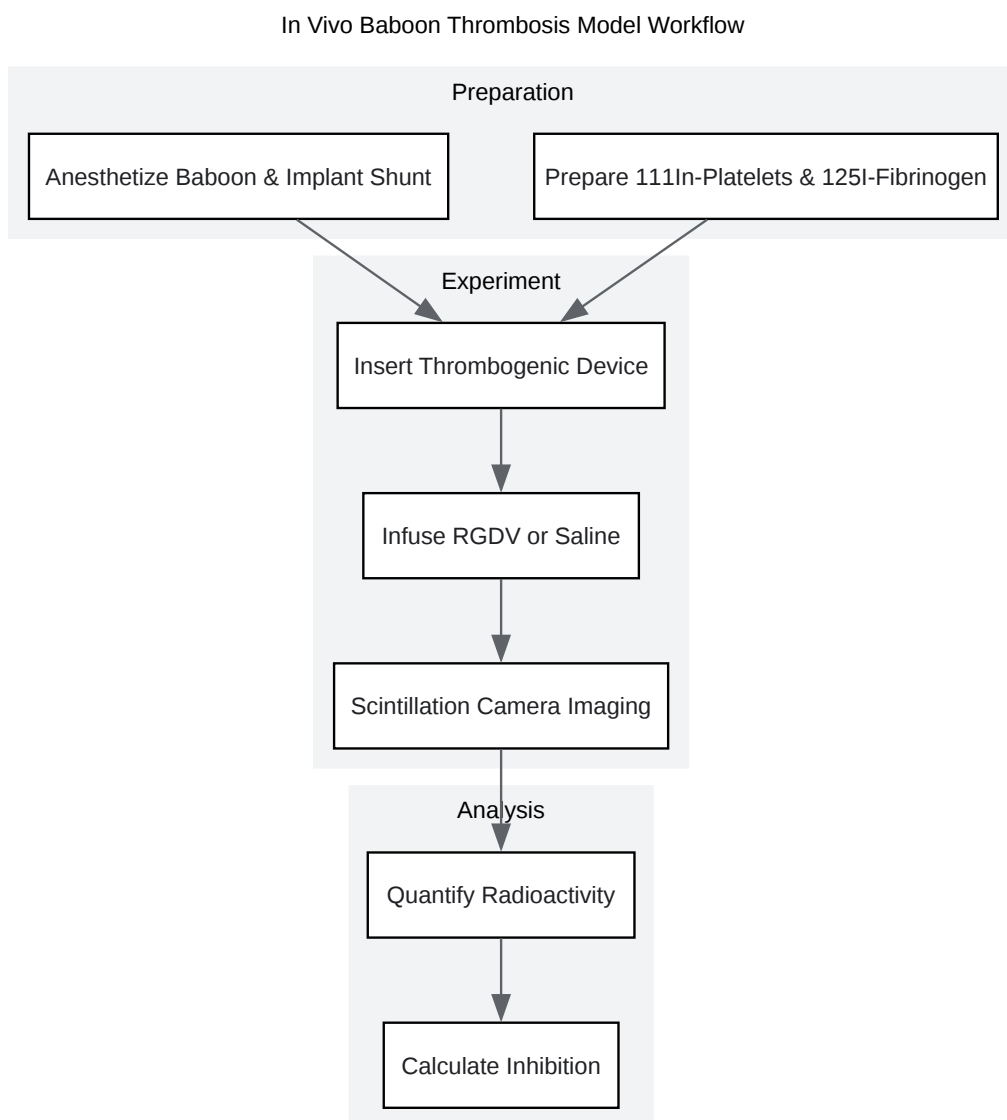 In Vivo Baboon Thrombosis Model Workflow
Preparation
Anesthetize Baboon & Implant Shunt
Prepare 111In-Platelets & 125I-Fibrinogen
Experiment
Insert Thrombogenic Device
Infuse RGDV or Saline
Scintillation Camera Imaging
Analysis
Quantify Radioactivity
Calculate Inhibition